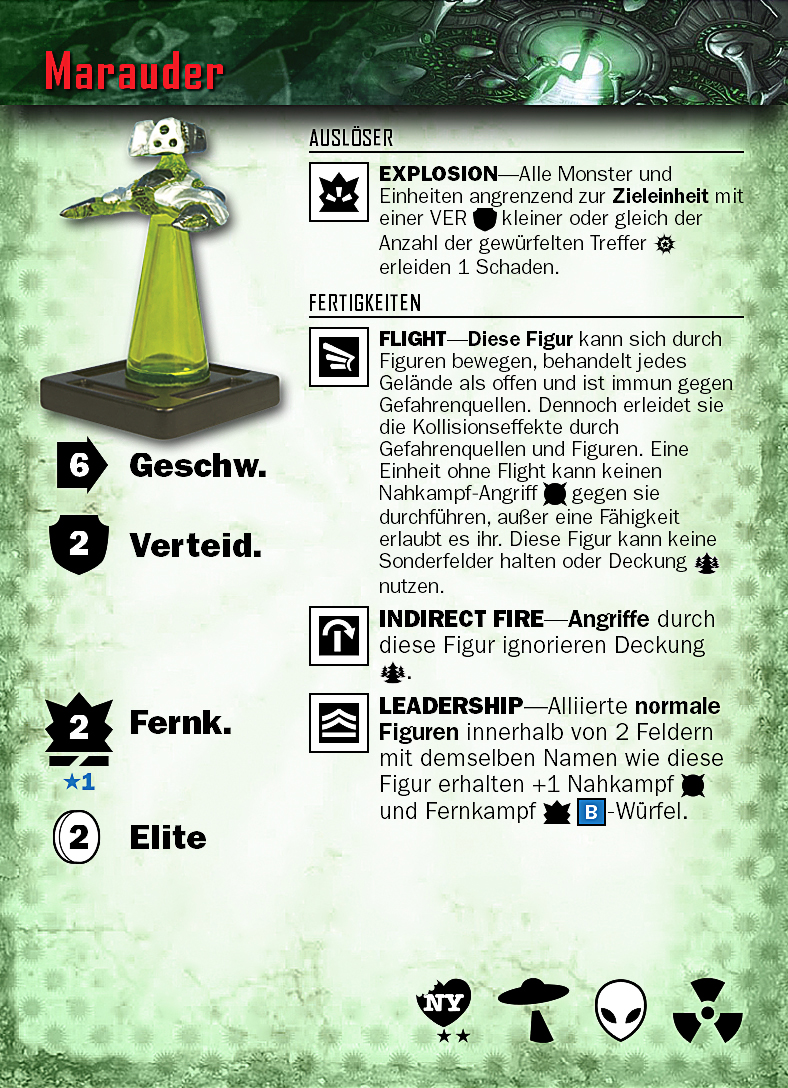 Marauder
AUSLÖSER
EXPLOSION—Alle Monster und
Einheiten angrenzend zur Zieleinheit mit
einer VER kleiner oder gleich der
Anzahl der gewürfelten Treffer
erleiden 1 Schaden.
FERTIGKEITEN
FLIGHT—Diese Figur kann sich durch
Figuren bewegen, behandelt jedes
Gelände als offen und ist immun gegen
Gefahrenquellen. Dennoch erleidet sie
die Kollisionseffekte durch
Gefahrenquellen und Figuren. Eine
Einheit ohne Flight kann keinen
Nahkampf-Angriff gegen sie
durchführen, außer eine Fähigkeit
erlaubt es ihr. Diese Figur kann keine
Sonderfelder halten oder Deckung
nutzen.
INDIRECT FIRE—Angriffe durch
diese Figur ignorieren Deckung
.
LEADERSHIP—Alliierte normale
Figuren innerhalb von 2 Feldern
mit demselben Namen wie diese
Figur erhalten +1 Nahkampf
und Fernkampf B-Würfel.
6 Geschw.
2 Verteid.
2 Fernk.
★1
2 Elite
NY
★★